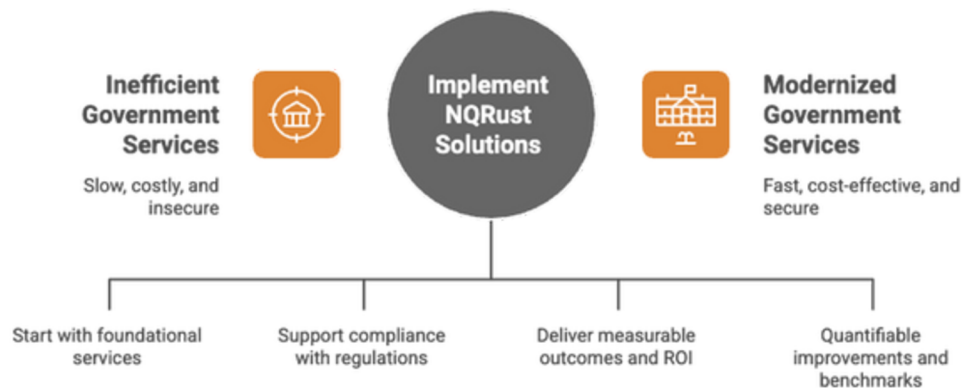 Inefficient
Government
Services
Slow, costly, and
insecure
Implement
NQRust
Solutions
Modernized
Government
Services
Fast, cost-effective, and
secure
Start with foundational
services
Support compliance
with regulations
Deliver measurable
outcomes and ROI
Quantifiable
improvements and
benchmarks